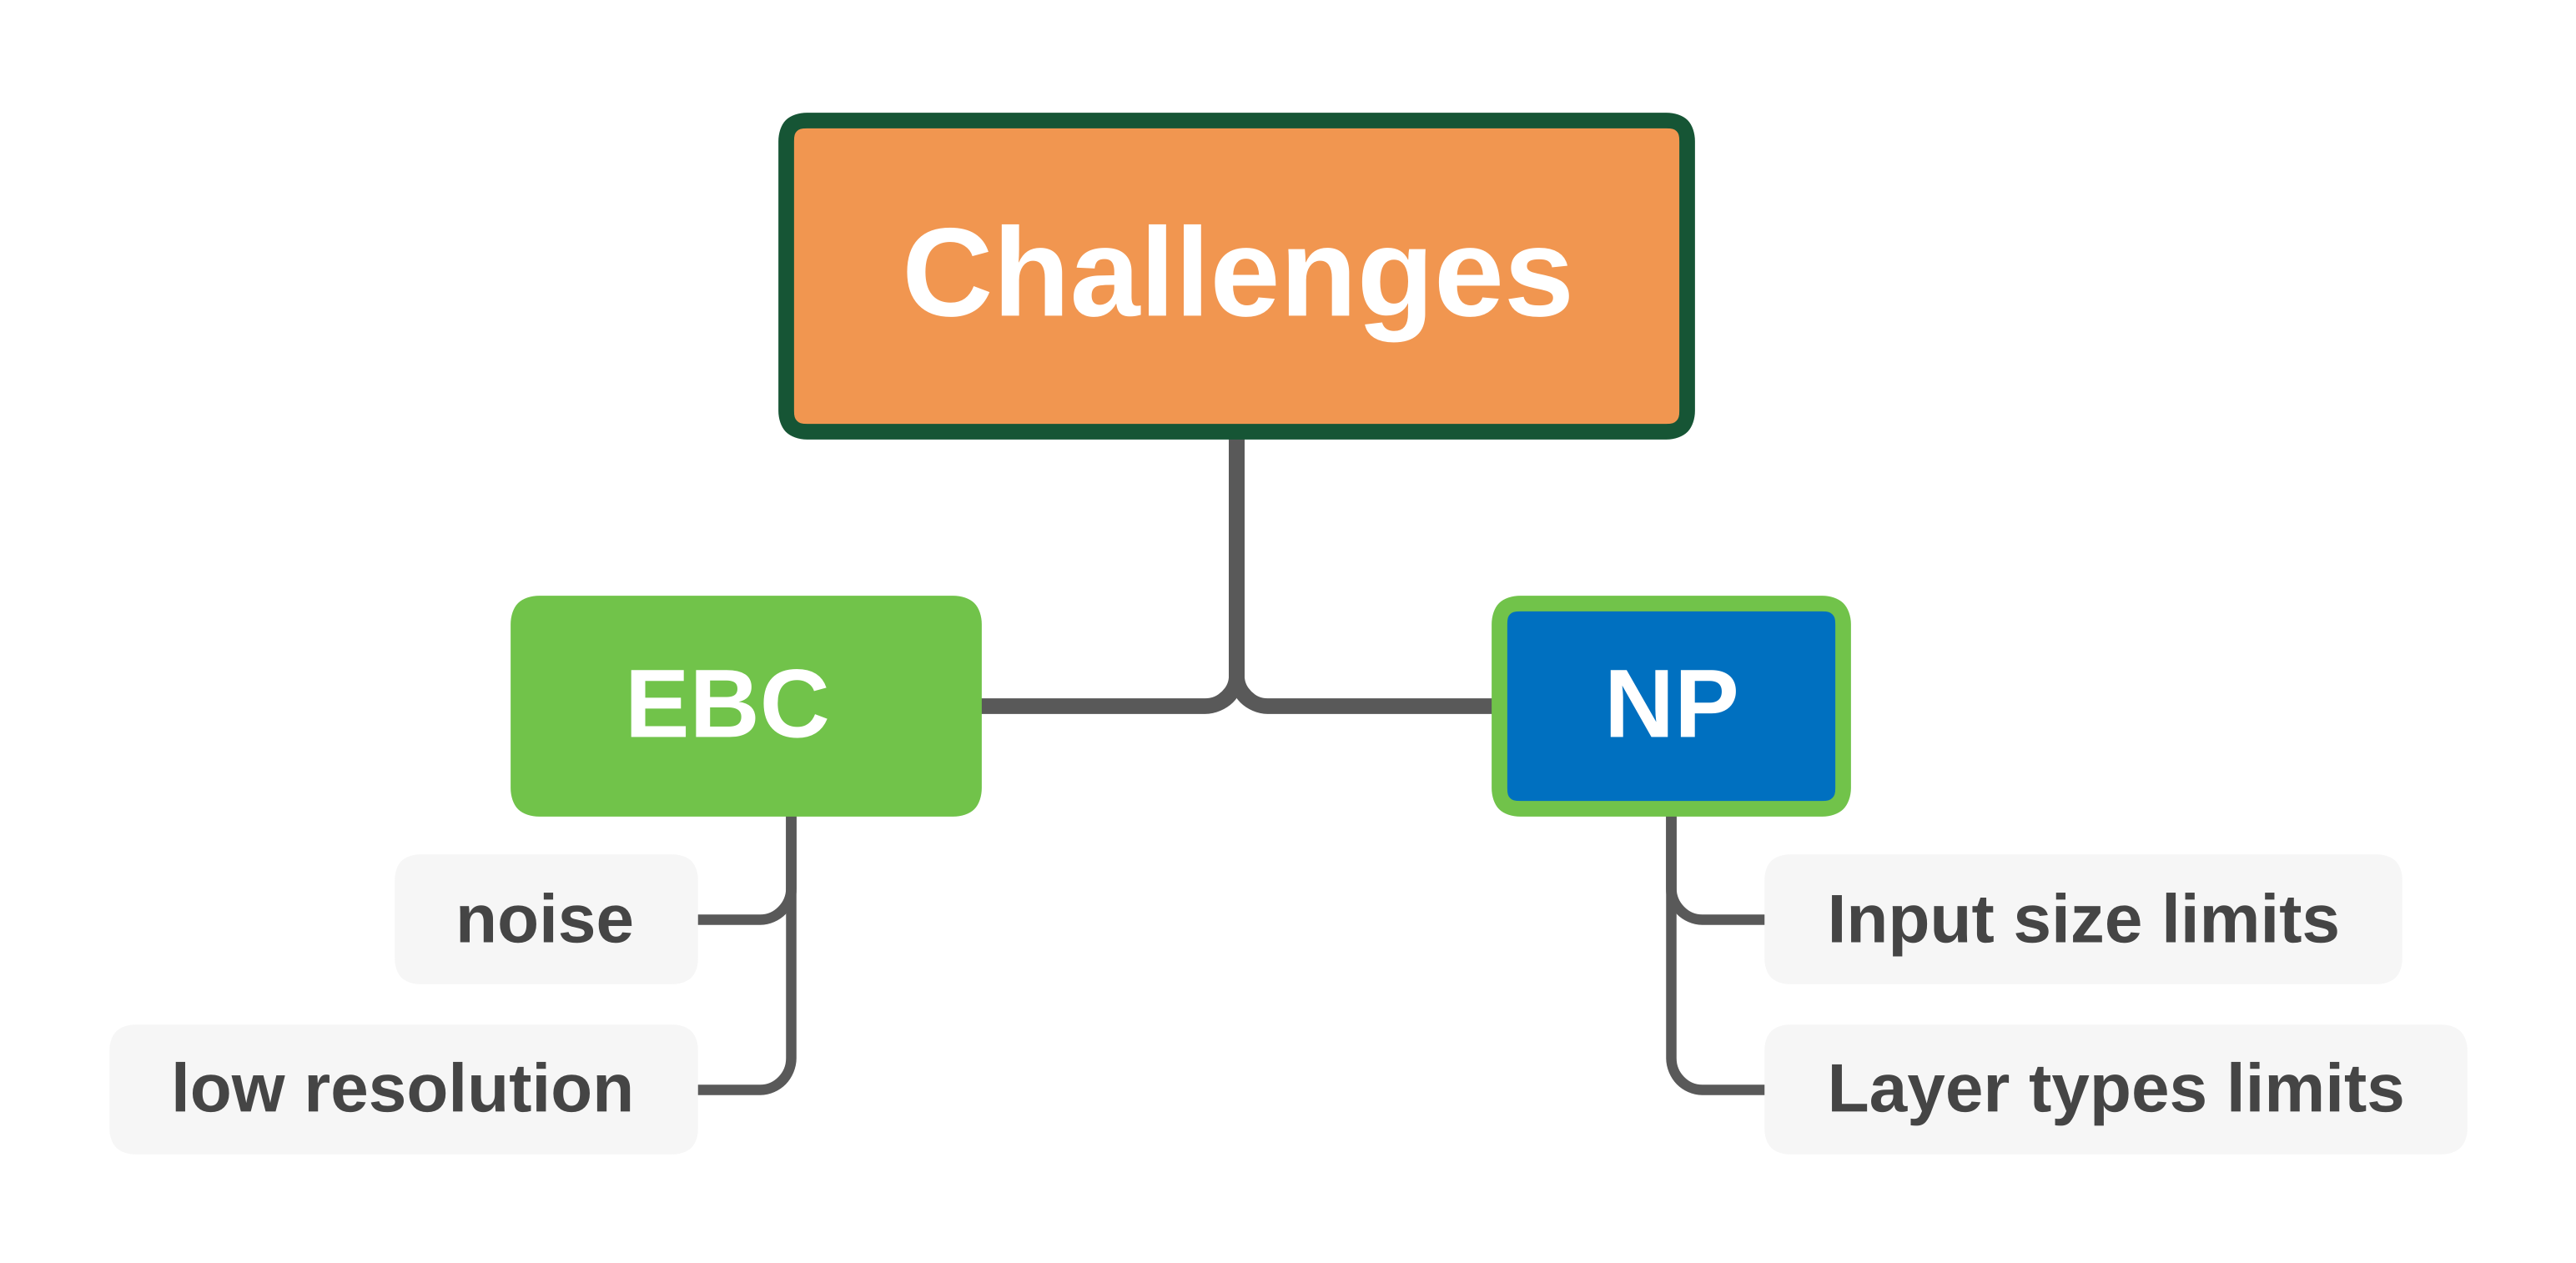 Challenges
EBC
NP
noise
low resolution
Input size limits
Layer types limits